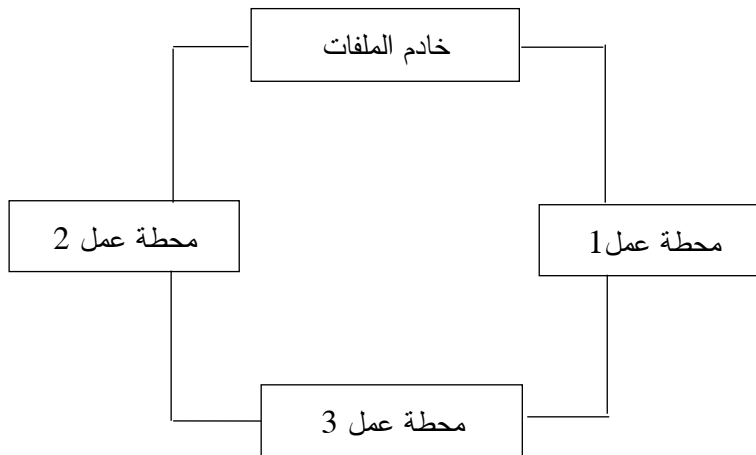 خادم الملفات
محطة عمل1
محطة عمل 2
محطة عمل 3